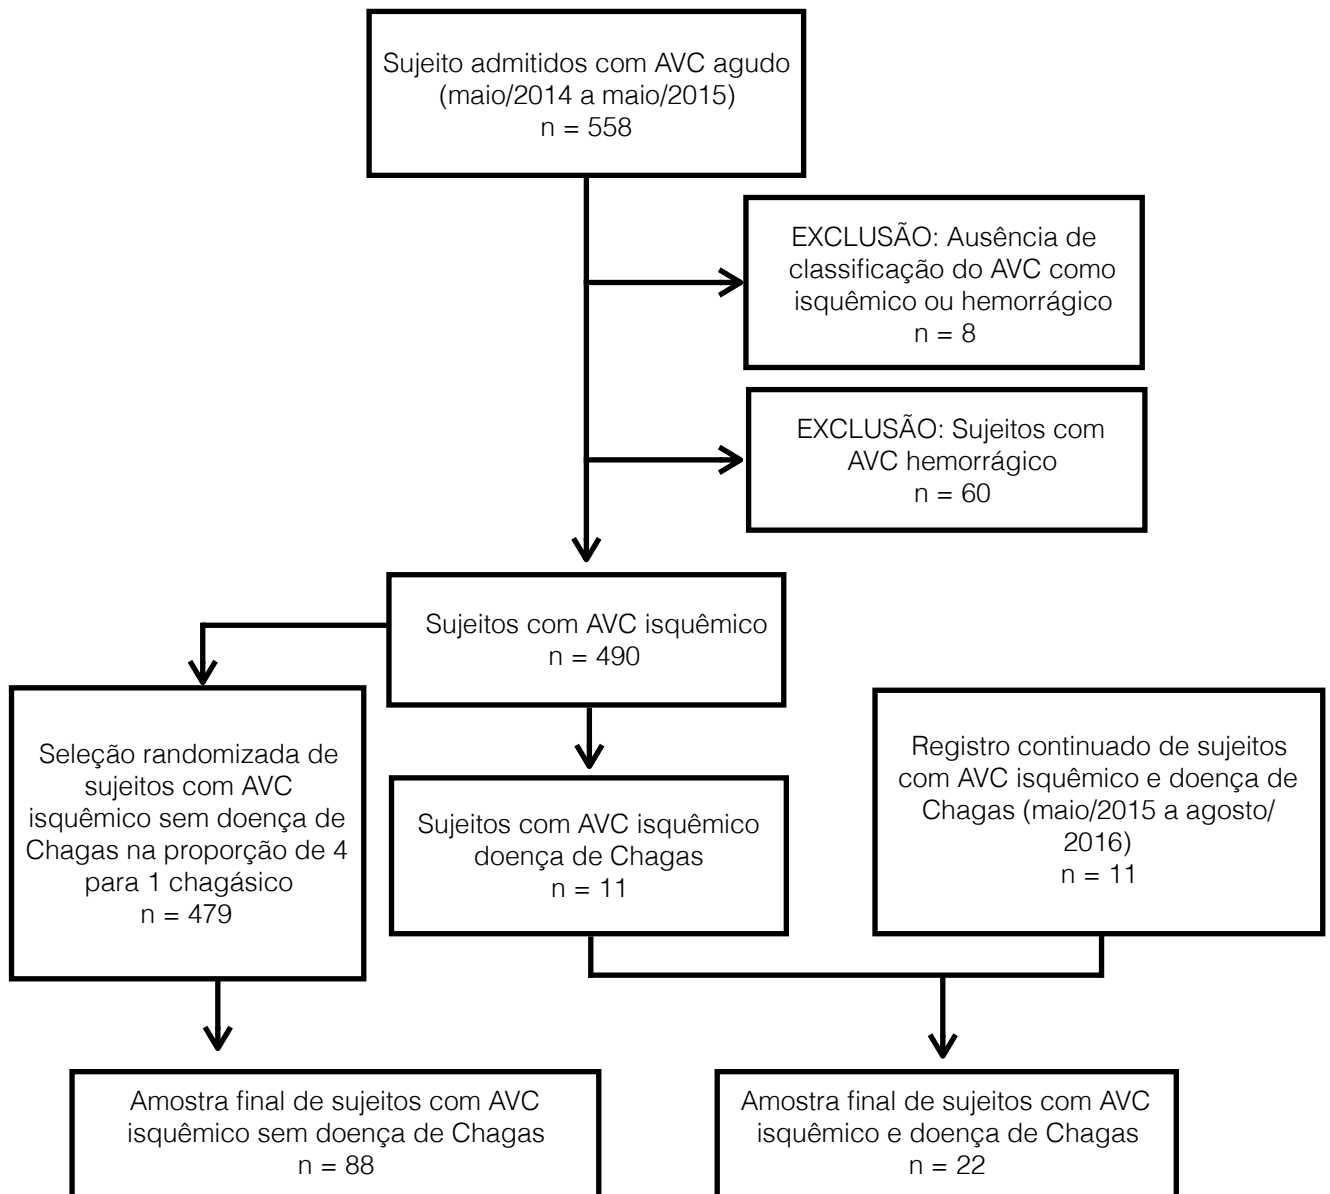 Sujeito admitidos com AVC agudo
(maio/2014 a maio/2015)
n = 558
EXCLUSÃO: Ausência de
classificação do AVC como
isquêmico ou hemorrágico
n = 8
EXCLUSÃO: Sujeitos com
AVC hemorrágico
n = 60
Sujeitos com AVC isquêmico
n = 490
Seleção randomizada de
sujeitos com AVC
isquêmico sem doença de
Chagas na proporção de 4
para 1 chagásico
n = 479
Sujeitos com AVC isquêmico
doença de Chagas
n = 11
Registro continuado de sujeitos
com AVC isquêmico e doença de
Chagas (maio/2015 a agosto/
2016)
n = 11
Amostra final de sujeitos com AVC
isquêmico sem doença de Chagas
n = 88
Amostra final de sujeitos com AVC
isquêmico e doença de Chagas
n = 22